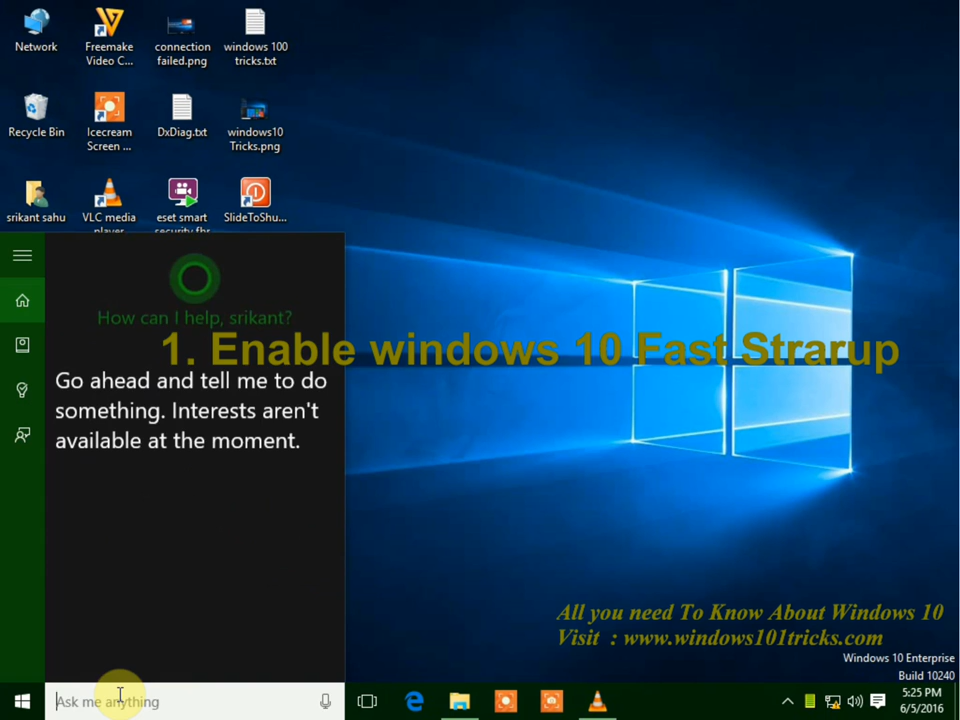 Network
Freemake
Video C...
connection
failed.png
windows 100
tricks.txt
Recycle Bin
Icecream
Screen ...
DxDiag.txt
windows10
Tricks.png
srikant sahu
VLC media
player
eset smart
security fbr
SlideToShu...
How can I help, srikant?
1. Enable windows 10 Fast Strarup
Go ahead and tell me to do
something. Interests aren't
available at the moment.
All you need To Know About Windows 10
Visit : www.windows101tricks.com
Windows 10 Enterprise
Build 10240
Ask me anything
5:25 PM
6/5/2016